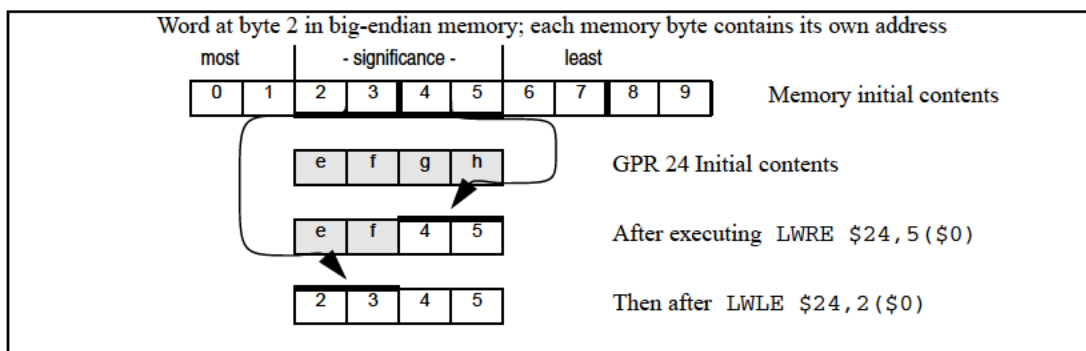 Word at byte 2 in big-endian memory; each memory byte contains its own address
most - significance - least
0 1 2 3 4 5 6 7 8 9 Memory initial contents
e f g h GPR 24 Initial contents
e f 4 5 After executing LWRE $24,5($0)
2 3 4 5 Then after LWLE $24,2($0)